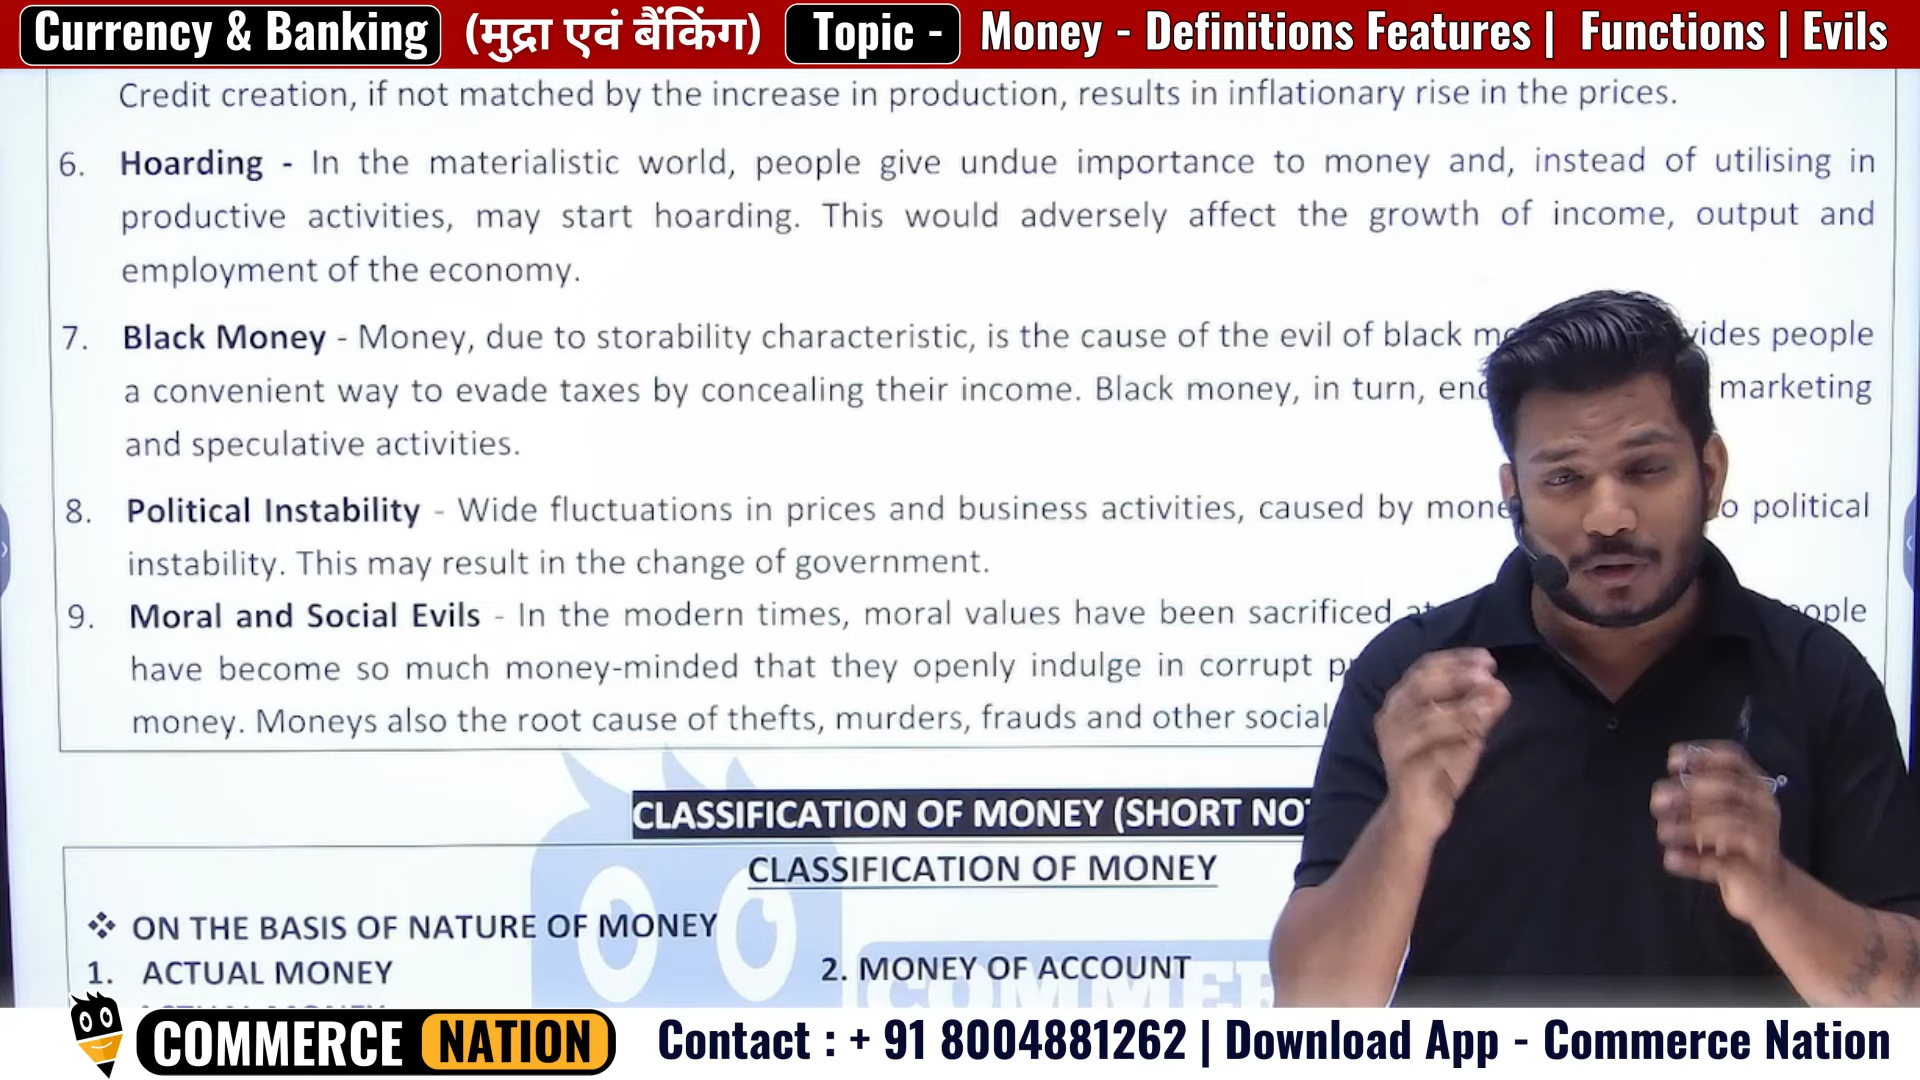 Currency & Banking (मुद्रा एवं बैंकिंग) Topic - Money - Definitions Features | Functions | Evils
Credit creation, if not matched by the increase in production, results in inflationary rise in the prices.
6. Hoarding - In the materialistic world, people give undue importance to money and, instead of utilising in
productive activities, may start hoarding. This would adversely affect the growth of income, output and
employment of the economy.
7. Black Money - Money, due to storability characteristic, is the cause of the evil of black people
a convenient way to evade taxes by concealing their income. Black money, in turn, marketing
and speculative activities.
8. Political Instability - Wide fluctuations in prices and business activities, caused by political
instability. This may result in the change of government.
9. Moral and Social Evils - In the modern times, moral values have been sacrificed
have become so much money-minded that they openly indulge in corrupt
money. Moneys also the root cause of thefts, murders, frauds and other social
CLASSIFICATION OF MONEY (SHORT
CLASSIFICATION OF MONEY
❖ ON THE BASIS OF NATURE OF MONEY
1. ACTUAL MONEY 2. MONEY OF ACCOUNT
COMMERCE NATION Contact : + 91 8004881262 | Download App - Commerce Nation